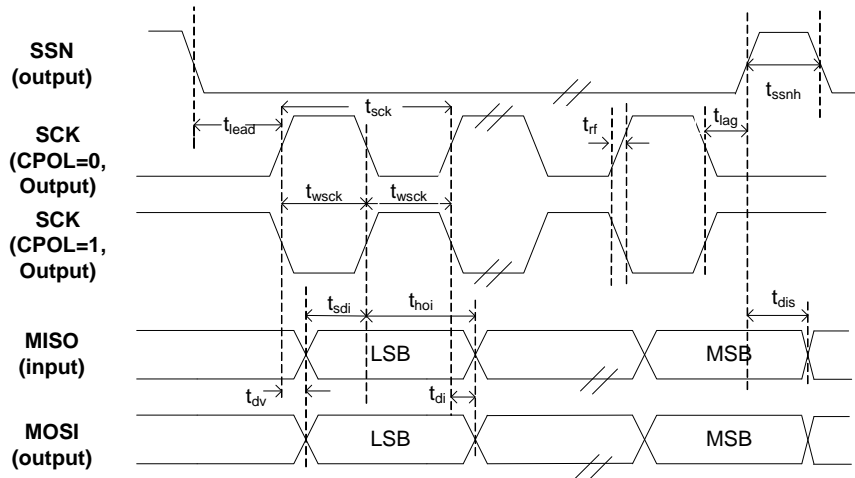 SSN
(output)
t_ssnh
t_sck
t_lead
t_rf
t_lag
SCK
(CPOL=0,
Output)
t_wsck t_wsck
SCK
(CPOL=1,
Output)
t_sdi t_hoi t_dis
MISO
(input)
LSB MSB
t_dv t_di
MOSI
(output)
LSB MSB